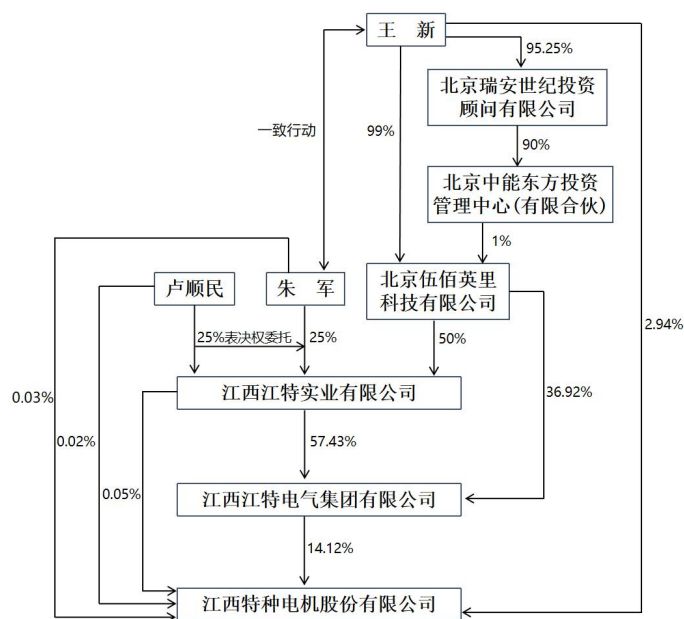 王 新
95.25%
北京瑞安世纪投资
顾问有限公司
一致行动
99%
90%
北京中能东方投资
管理中心(有限合伙)
1%
卢顺民
朱 军
北京伍佰英里
科技有限公司
25%表决权委托
25%
50%
2.94%
江西江特实业有限公司
36.92%
0.03%
0.02%
57.43%
0.05%
江西江特电气集团有限公司
14.12%
江西特种电机股份有限公司